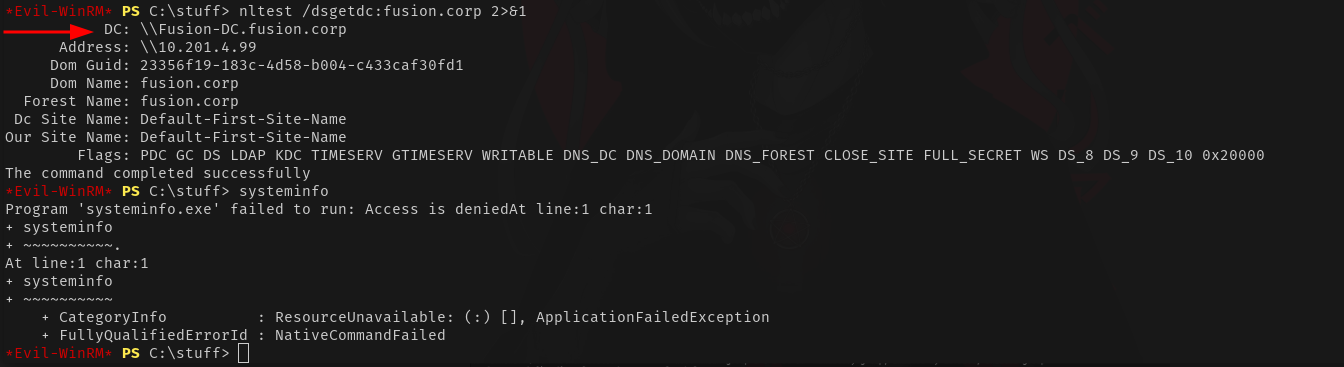 *Evil-WinRM* PS C:\stuff> nltest /dsgetdc:fusion.corp 2>&1
           DC: \\Fusion-DC.fusion.corp
      Address: \\10.201.4.99
     Dom Guid: 23356f19-183c-4d58-b004-c433caf30fd1
     Dom Name: fusion.corp
  Forest Name: fusion.corp
 Dc Site Name: Default-First-Site-Name
Our Site Name: Default-First-Site-Name
        Flags: PDC GC DS LDAP KDC TIMESERV GTIMESERV WRITABLE DNS_DC DNS_DOMAIN DNS_FOREST CLOSE_SITE FULL_SECRET WS DS_8 DS_9 DS_10 0x20000
The command completed successfully
*Evil-WinRM* PS C:\stuff> systeminfo
Program 'systeminfo.exe' failed to run: Access is deniedAt line:1 char:1
+ systeminfo
+ ~~~~~~~~~~.
At line:1 char:1
+ systeminfo
+ ~~~~~~~~~~
    + CategoryInfo          : ResourceUnavailable: (:) [], ApplicationFailedException
    + FullyQualifiedErrorId : NativeCommandFailed
*Evil-WinRM* PS C:\stuff>